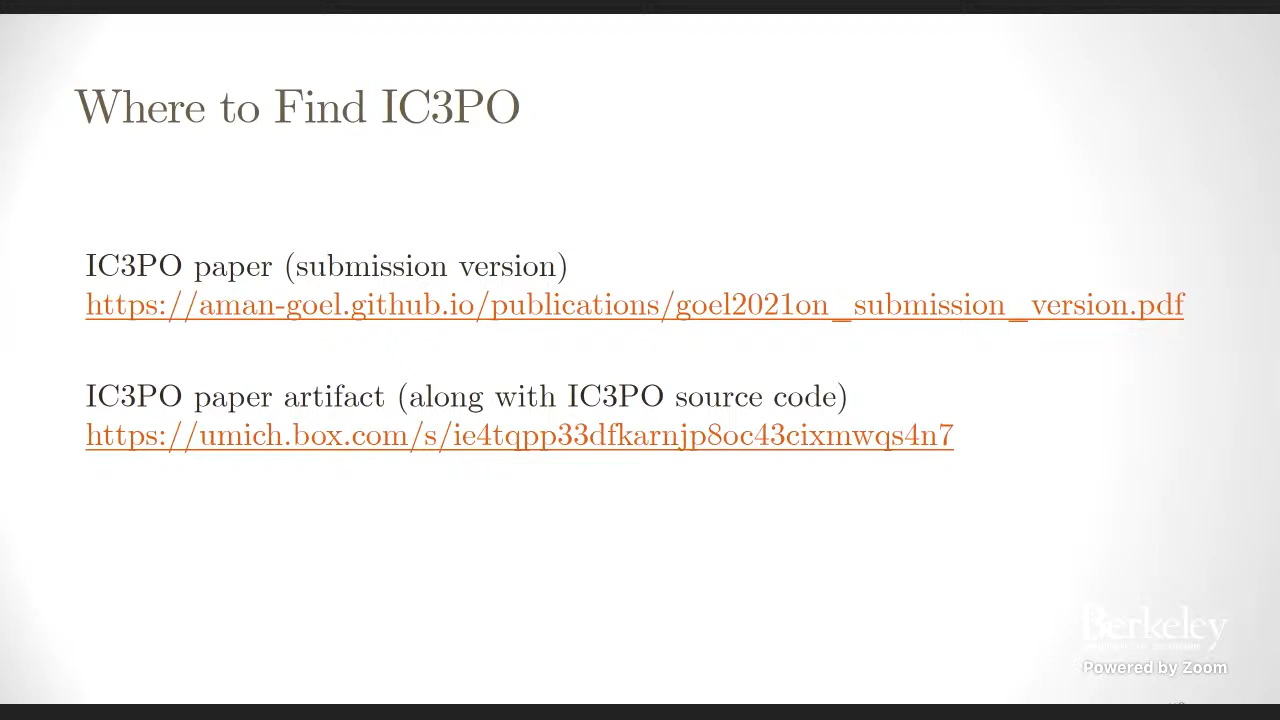 Where to Find IC3PO
IC3PO paper (submission version)
https://aman-goel.github.io/publications/goel2021on_submission_version.pdf
IC3PO paper artifact (along with IC3PO source code)
https://umich.box.com/s/ie4tqpp33dfkarnjp8oc43cixmwqs4n7
Berkeley
Powered by Zoom